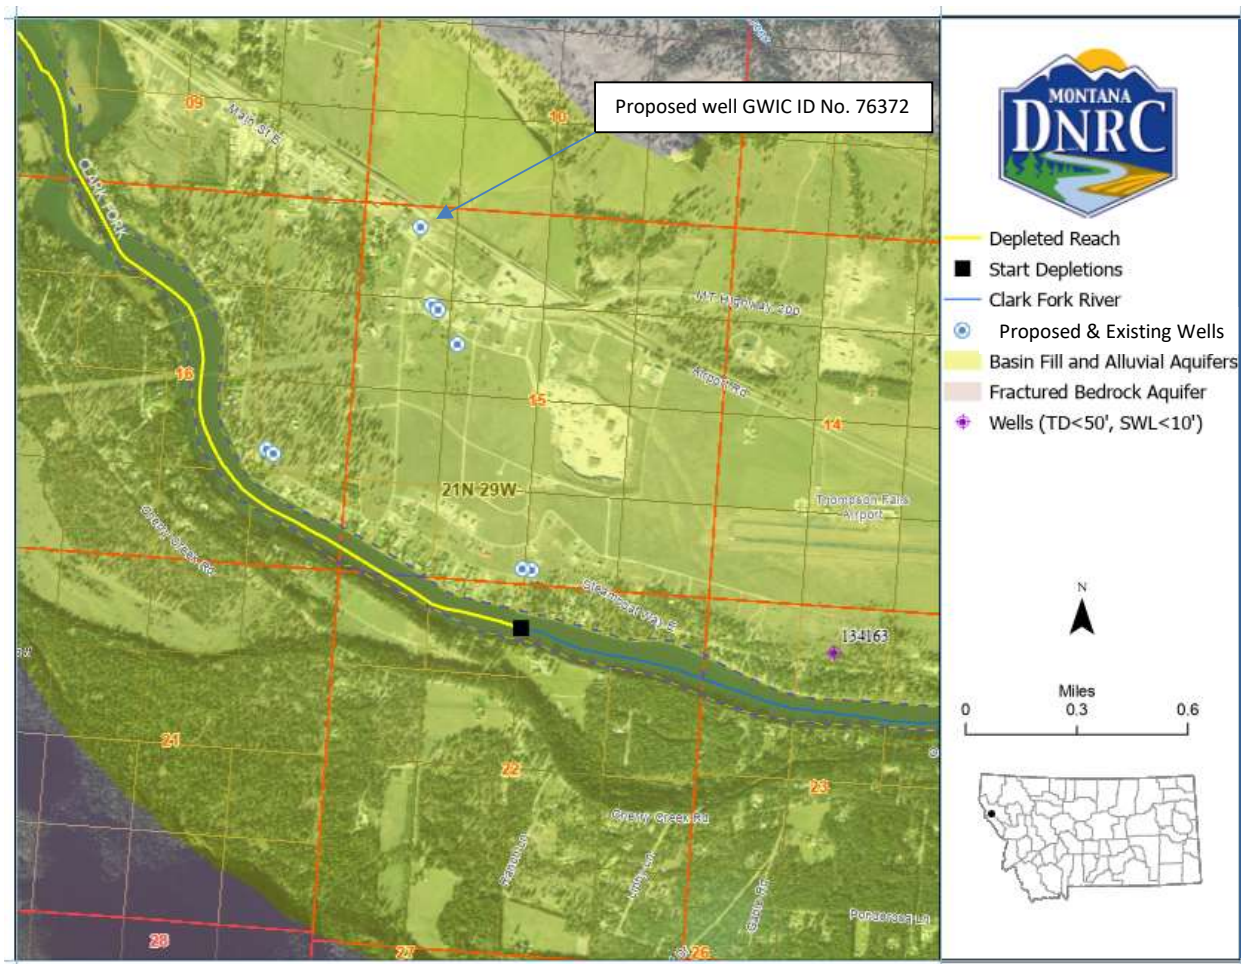 09
Main St E
10
Proposed well GWIC ID No. 76372
CLARK FORK
MT Highway 200
Airport Rd
16
15
14
21N 29W
Thompson Falls
Airport
Cherry Creek Rd
Steamboat Way E
134163
21
22
23
Cherry Creek Rd
Ponderosa Ln
28
27
26
MONTANA
DNRC
Depleted Reach
Start Depletions
Clark Fork River
Proposed & Existing Wells
Basin Fill and Alluvial Aquifers
Fractured Bedrock Aquifer
Wells (TD<50', SWL<10')
N
Miles
0 0.3 0.6